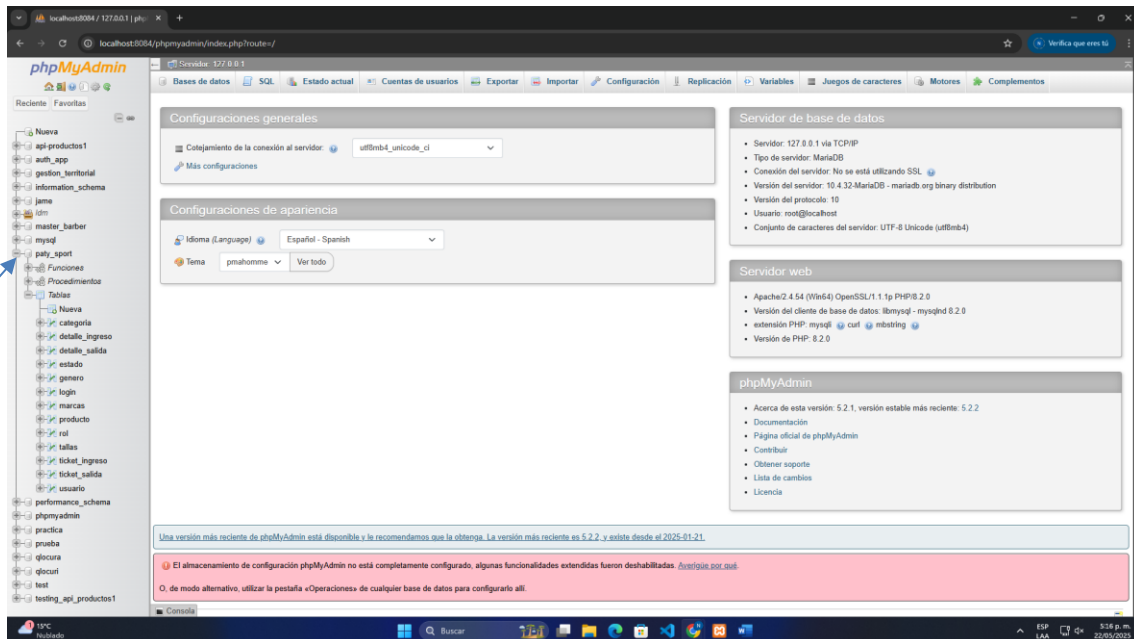 localhost:8084 / 127.0.0.1 | php
localhost:8084/phpmyadmin/index.php?route=/
Verifica que eres tú
phpMyAdmin
Reciente Favoritas
Nueva
api-productos1
auth_app
gestion_territorial
information_schema
jame
ldm
master_barber
mysql
paty_sport
Funciones
Procedimientos
Tablas
Nueva
categoria
detalle_ingreso
detalle_salida
estado
genero
login
marcas
producto
rol
tallas
ticket_ingreso
ticket_salida
usuario
performance_schema
phpmyadmin
practica
prueba
qlocura
qlocuri
test
testing_api_productos1
Servidor: 127.0.0.1
Bases de datos SQL Estado actual Cuentas de usuarios Exportar Importar Configuración Replicación Variables Juegos de caracteres Motores Complementos
Configuraciones generales
Cotejamiento de la conexión al servidor: utf8mb4_unicode_ci
Más configuraciones
Configuraciones de apariencia
Idioma (Language) Español - Spanish
Tema pmahomme Ver todo
Servidor de base de datos
Servidor: 127.0.0.1 via TCP/IP
Tipo de servidor: MariaDB
Conexión del servidor: No se está utilizando SSL
Versión del servidor: 10.4.32-MariaDB - mariadb.org binary distribution
Versión del protocolo: 10
Usuario: root@localhost
Conjunto de caracteres del servidor: UTF-8 Unicode (utf8mb4)
Servidor web
Apache/2.4.54 (Win64) OpenSSL/1.1.1p PHP/8.2.0
Versión del cliente de base de datos: libmysql - mysqlnd 8.2.0
extensión PHP: mysqli curl mbstring
Versión de PHP: 8.2.0
phpMyAdmin
Acerca de esta versión: 5.2.1, versión estable más reciente: 5.2.2
Documentación
Página oficial de phpMyAdmin
Contribuir
Obtener soporte
Lista de cambios
Licencia
Una versión más reciente de phpMyAdmin está disponible y le recomendamos que la obtenga. La versión más reciente es 5.2.2, y existe desde el 2025-01-21.
El almacenamiento de configuración phpMyAdmin no está completamente configurado, algunas funcionalidades extendidas fueron deshabilitadas. Averigüe por qué.
O, de modo alternativo, utilizar la pestaña «Operaciones» de cualquier base de datos para configurarlo allí.
Consola
15°C
Nublado
Buscar
ESP
LAA
5:16 p. m.
22/05/2025